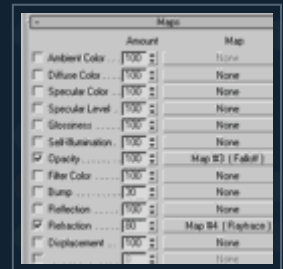 - Maps
Amount Map
Ambient Color . . . 100 None
Diffuse Color . . . . 100 None
Specular Color . . 100 None
Specular Level . . 100 None
Glossiness . . . . . 100 None
Self-Illumination . 100 None
Opacity . . . . . . . . 100 Map #3 ( Falloff )
Filter Color . . . . . 100 None
Bump . . . . . . . . . 30 None
Reflection . . . . . 100 None
Refraction . . . . . 80 Map #4 ( Raytrace )
Displacement . . 100 None
None